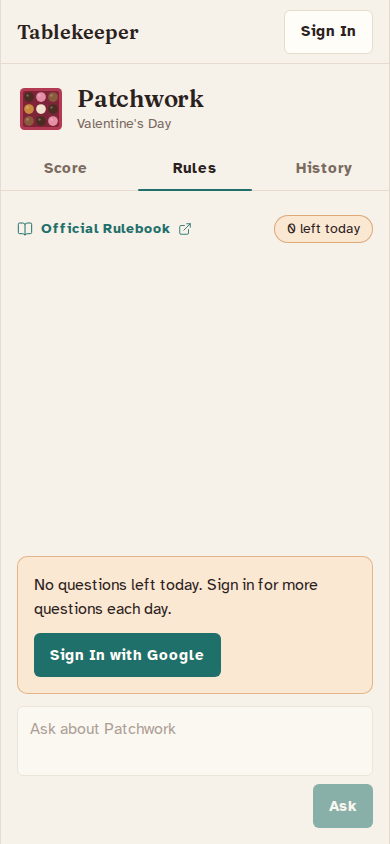 Tablekeeper
Sign In
Patchwork
Valentine's Day
Score
Rules
History
Official Rulebook
0 left today
No questions left today. Sign in for more
questions each day.
Sign In with Google
Ask about Patchwork
Ask